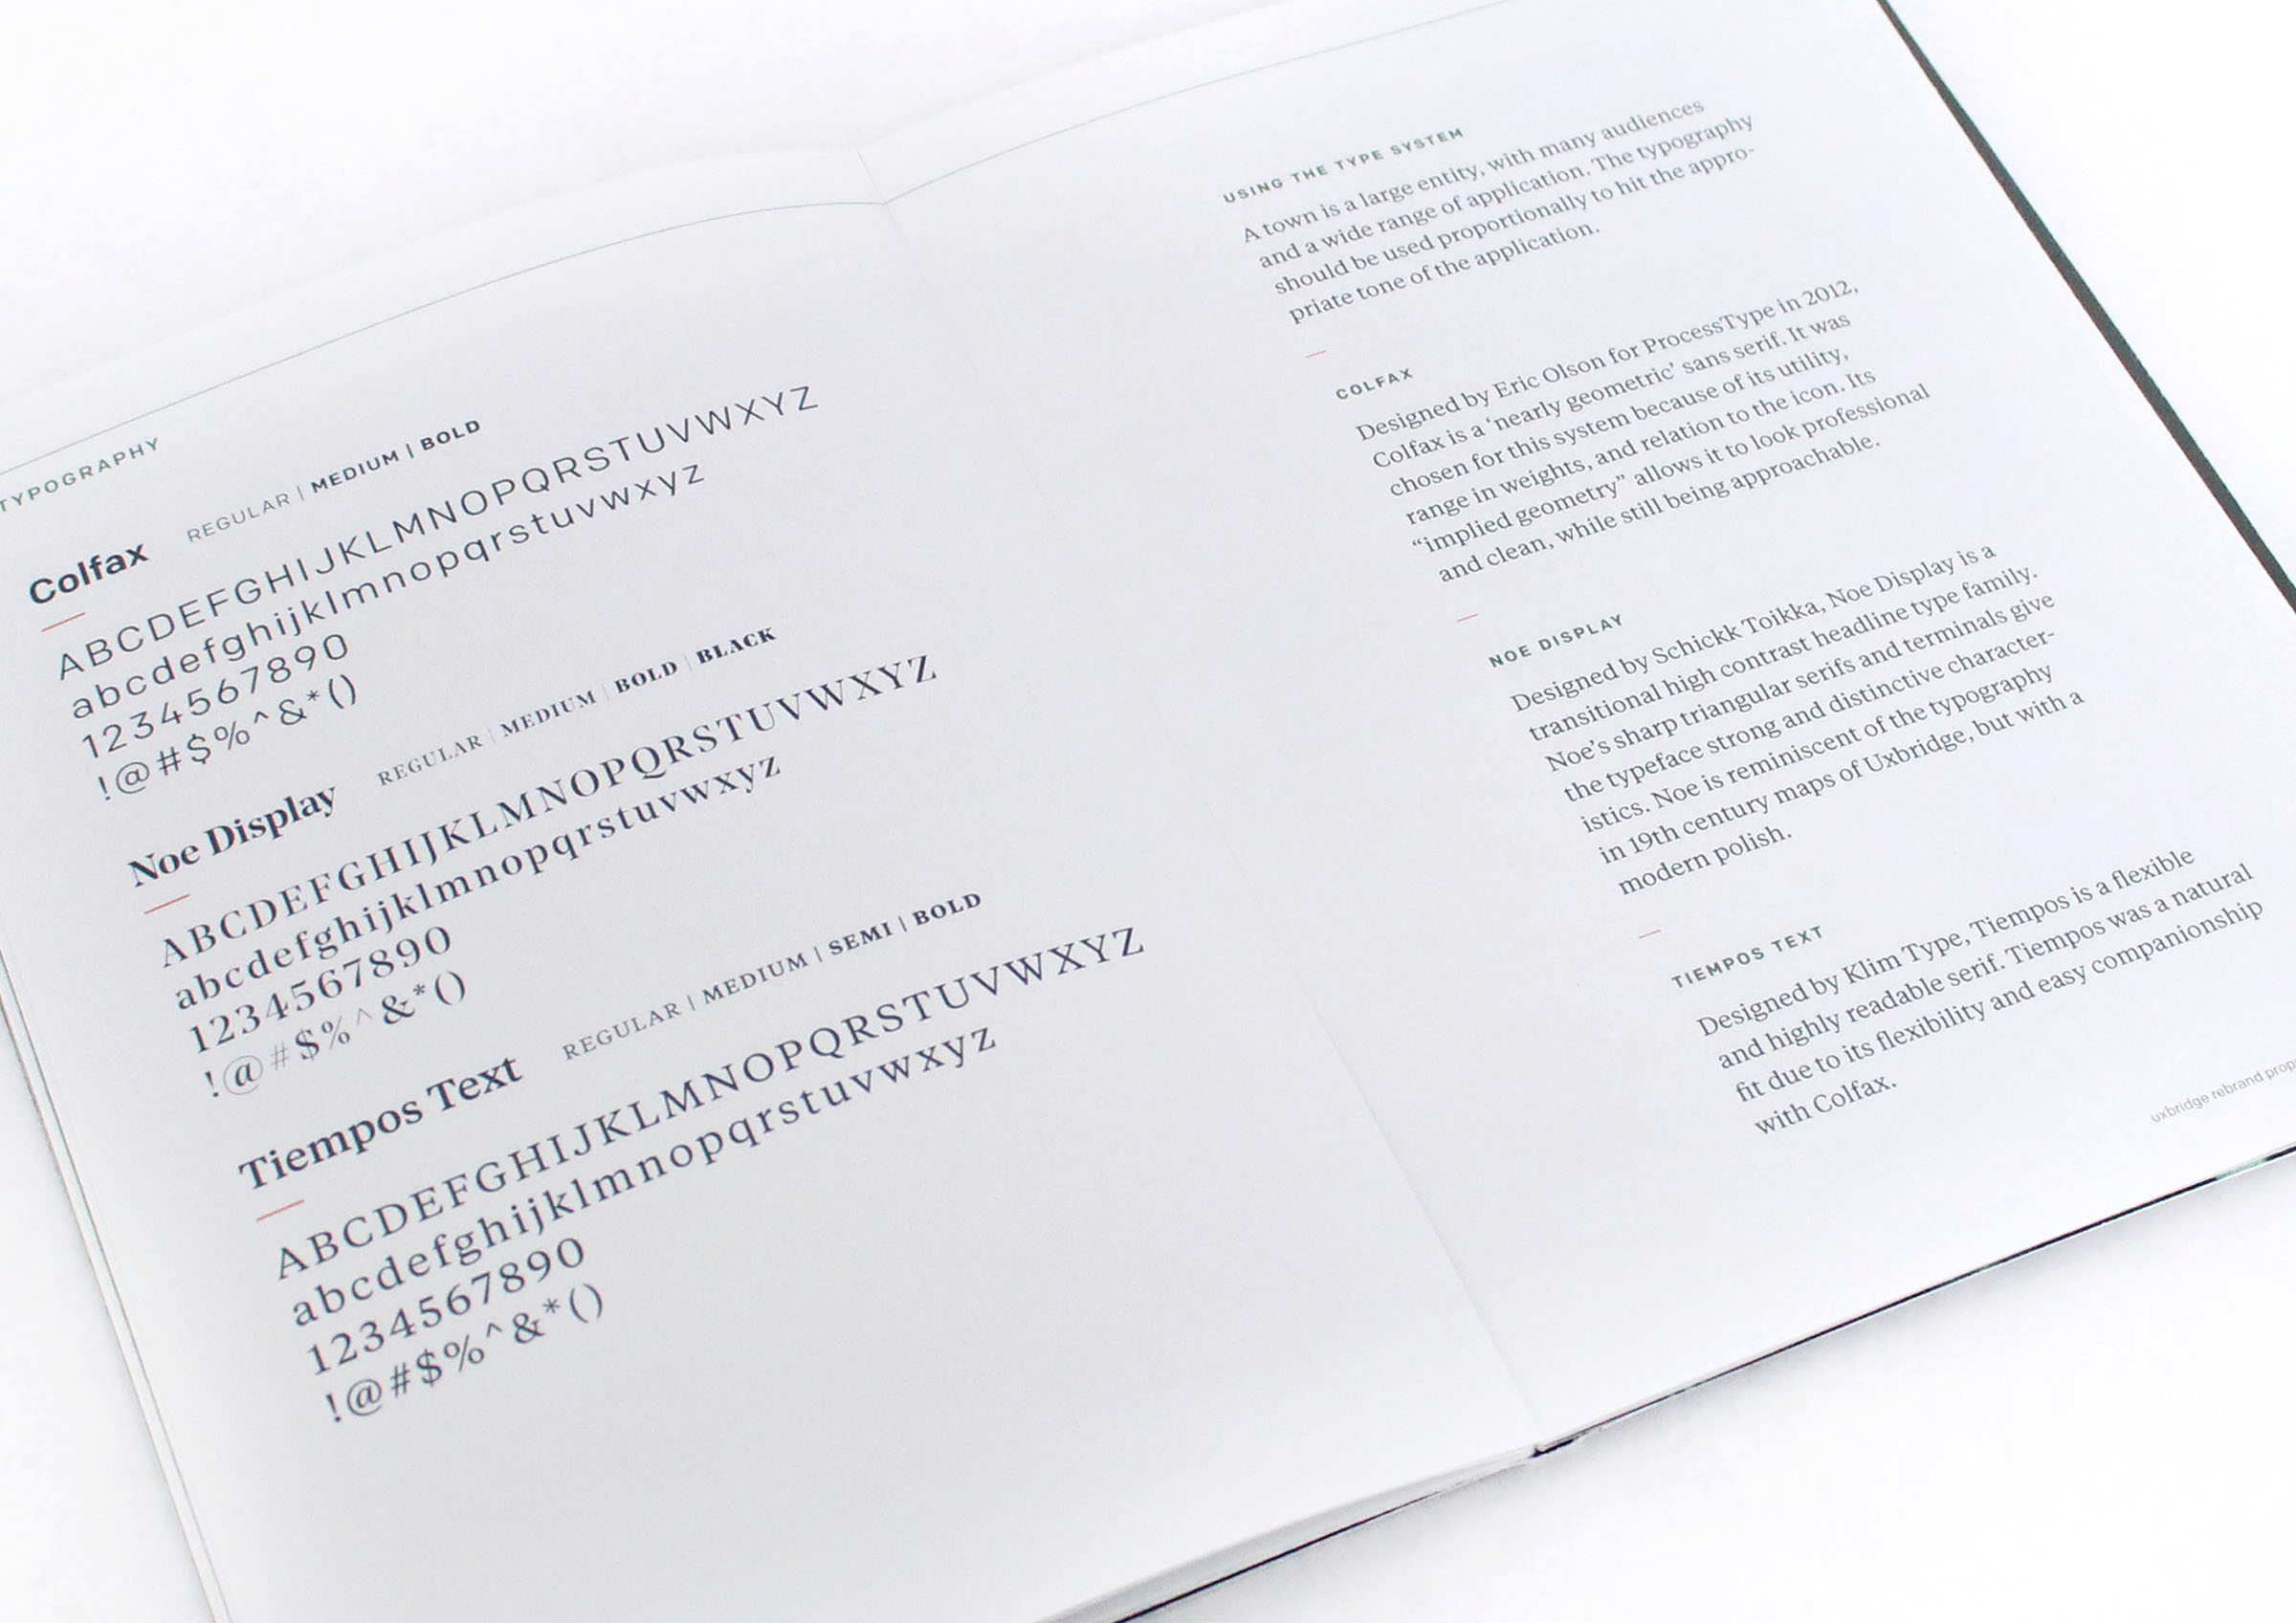 TYPOGRAPHY
Colfax REGULAR | MEDIUM | BOLD
ABCDEFGHIJKLMNOPQRSTUVWXYZ
abcdefghijklmnopqrstuvwxyz
1234567890
!@#$%^&*()
Noe Display REGULAR | MEDIUM | BOLD | BLACK
ABCDEFGHIJKLMNOPQRSTUVWXYZ
abcdefghijklmnopqrstuvwxyz
1234567890
!@#$%^&*()
Tiempos Text REGULAR | MEDIUM | SEMI | BOLD
ABCDEFGHIJKLMNOPQRSTUVWXYZ
abcdefghijklmnopqrstuvwxyz
1234567890
!@#$%^&*()
USING THE TYPE SYSTEM
A town is a large entity, with many audiences
and a wide range of application. The typography
should be used proportionally to hit the appro-
priate tone of the application.
COLFAX
Designed by Eric Olson for ProcessType in 2012,
Colfax is a ‘nearly geometric’ sans serif. It was
chosen for this system because of its utility,
range in weights, and relation to the icon. Its
“implied geometry” allows it to look professional
and clean, while still being approachable.
NOE DISPLAY
Designed by Schickk Toikka, Noe Display is a
transitional high contrast headline type family.
Noe’s sharp triangular serifs and terminals give
the typeface strong and distinctive character-
istics. Noe is reminiscent of the typography
in 19th century maps of Uxbridge, but with a
modern polish.
TIEMPOS TEXT
Designed by Klim Type, Tiempos is a flexible
and highly readable serif. Tiempos was a natural
fit due to its flexibility and easy companionship
with Colfax.
uxbridge rebrand